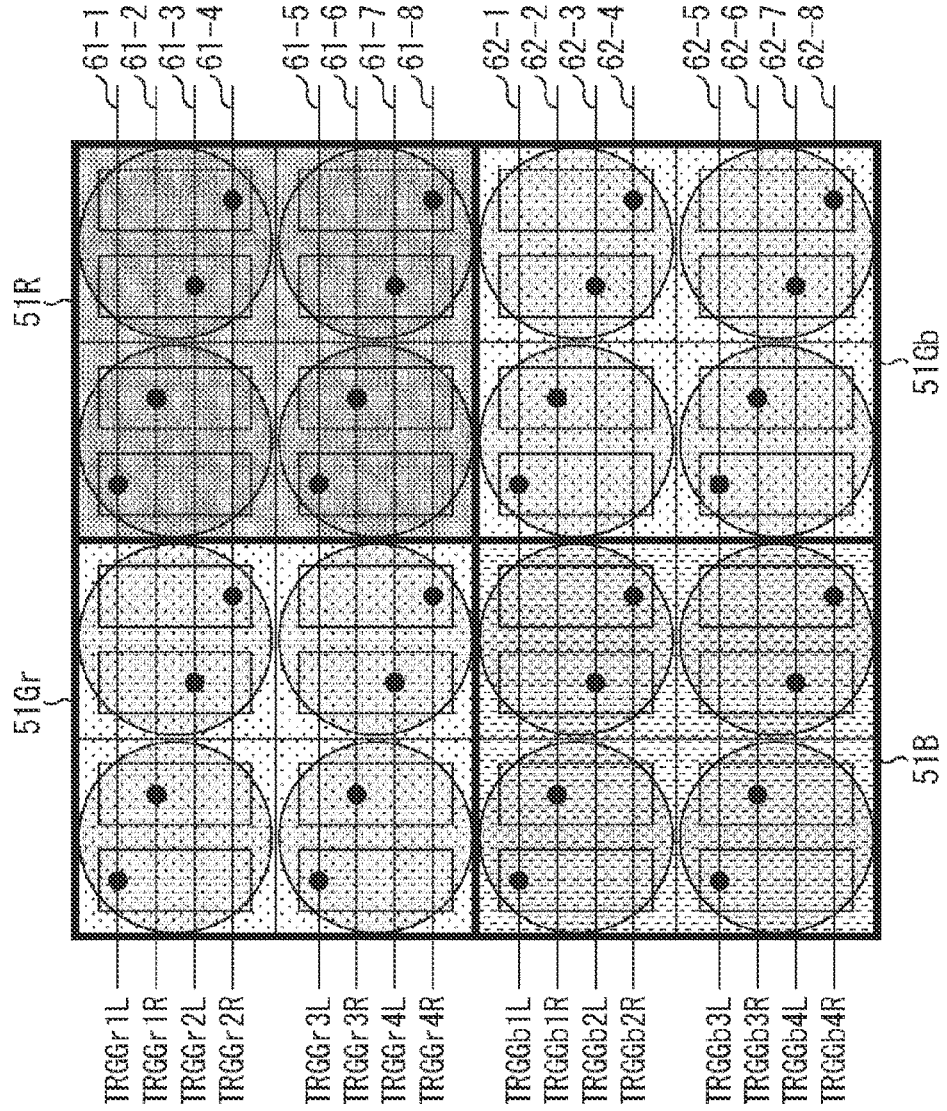 51Gr
51R
TRGGr1L
61-1
TRGGr1R
61-2
TRGGr2L
61-3
TRGGr2R
61-4
TRGGr3L
61-5
TRGGr3R
61-6
TRGGr4L
61-7
TRGGr4R
61-8
TRGGb1L
62-1
TRGGb1R
62-2
TRGGb2L
62-3
TRGGb2R
62-4
TRGGb3L
62-5
TRGGb3R
62-6
TRGGb4L
62-7
TRGGb4R
62-8
51B
51Gb